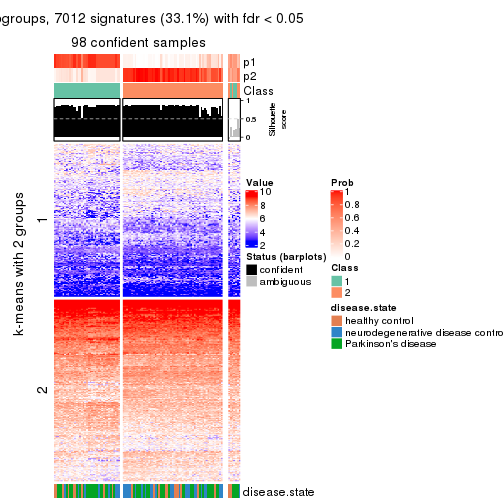 ogroups, 7012 signatures (33.1%) with fdr < 0.05
98 confident samples
p1
p2
Class
1
0.5
0
Silhouette
score
k-means with 2 groups
1
2
disease.state
Value
10
8
6
4
2
Status (barplots)
confident
ambiguous
Prob
1
0.8
0.6
0.4
0.2
0
Class
1
2
disease.state
healthy control
neurodegenerative disease contro
Parkinson's disease